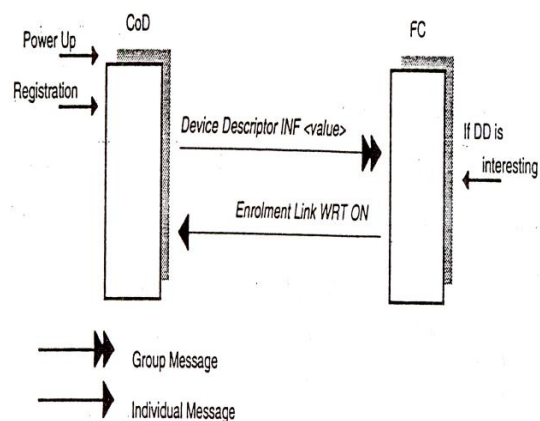 CoD
FC
Power Up
Registration
Device Descriptor INF <value>
If DD is
interesting
Enrolment Link WRT ON
Group Message
Individual Message